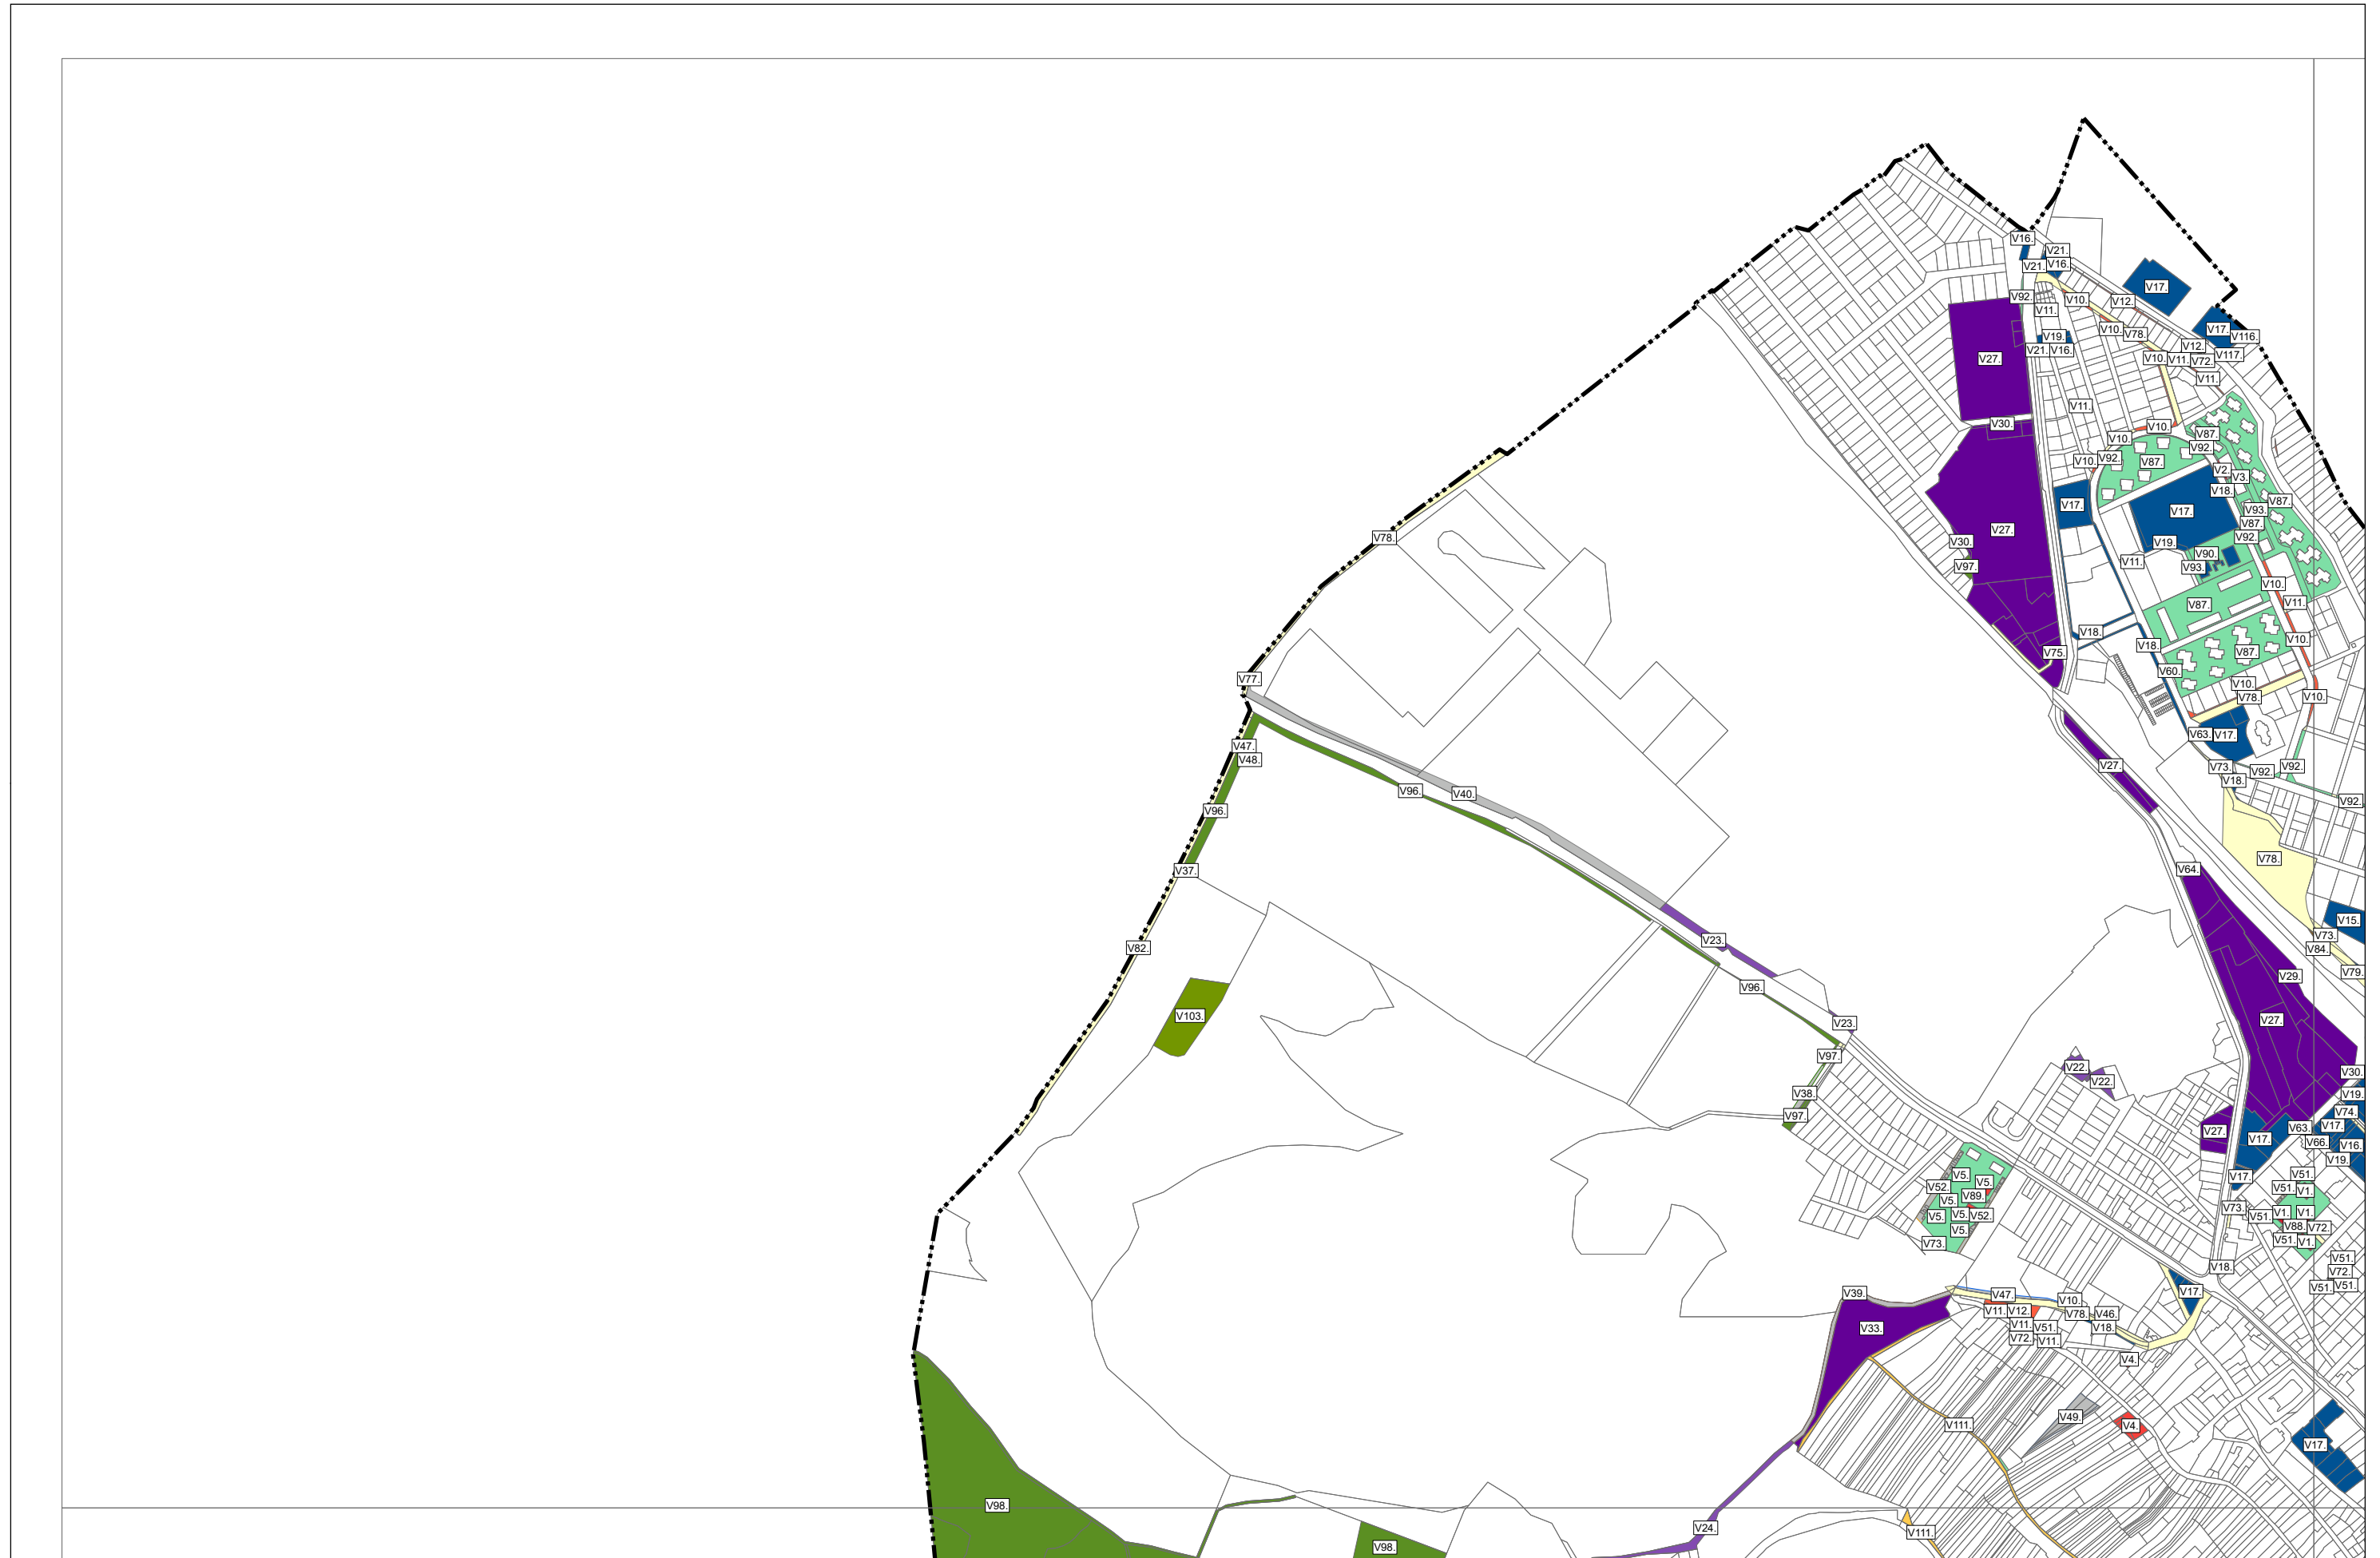 V16.
V21.
V21. V16.
V17.
V92.
V10.
V12.
V11.
V17.
V116.
V10.
V78.
V19.
V12.
V21. V16.
V117.
V27.
V10. V11. V72.
V11.
V11.
V30.
V10.
V87.
V10.
V92.
V92.
V10.
V87.
V2.
V3.
V18.
V87.
V17.
V17.
V93.
V87.
V27.
V92.
V78.
V30.
V19.
V90.
V11.
V97.
V93.
V10.
V87.
V11.
V18.
V10.
V18.
V75.
V87.
V60.
V77.
V10.
V78.
V10.
V63. V17.
V47.
V48.
V27.
V73.
V92.
V92.
V18.
V96.
V40.
V92.
V96.
V78.
V37.
V64.
V15.
V73.
V23.
V82.
V84.
V79.
V29.
V96.
V103.
V27.
V23.
V97.
V22.
V30.
V22.
V38.
V19.
V97.
V74.
V63. V17.
V27.
V17.
V66.
V16.
V19.
V5.
V51.
V17.
V5.
V52.
V51. V1.
V89.
V5.
V73.
V5. V5. V52.
V51. V1. V1.
V5.
V88. V72.
V73.
V51. V1.
V51.
V18.
V72.
V51. V51.
V39.
V47.
V17.
V10.
V11. V12.
V78. V46.
V33.
V11. V51. V18.
V72. V11.
V4.
V49.
V111.
V4.
V17.
V98.
V24.
V111.
V98.